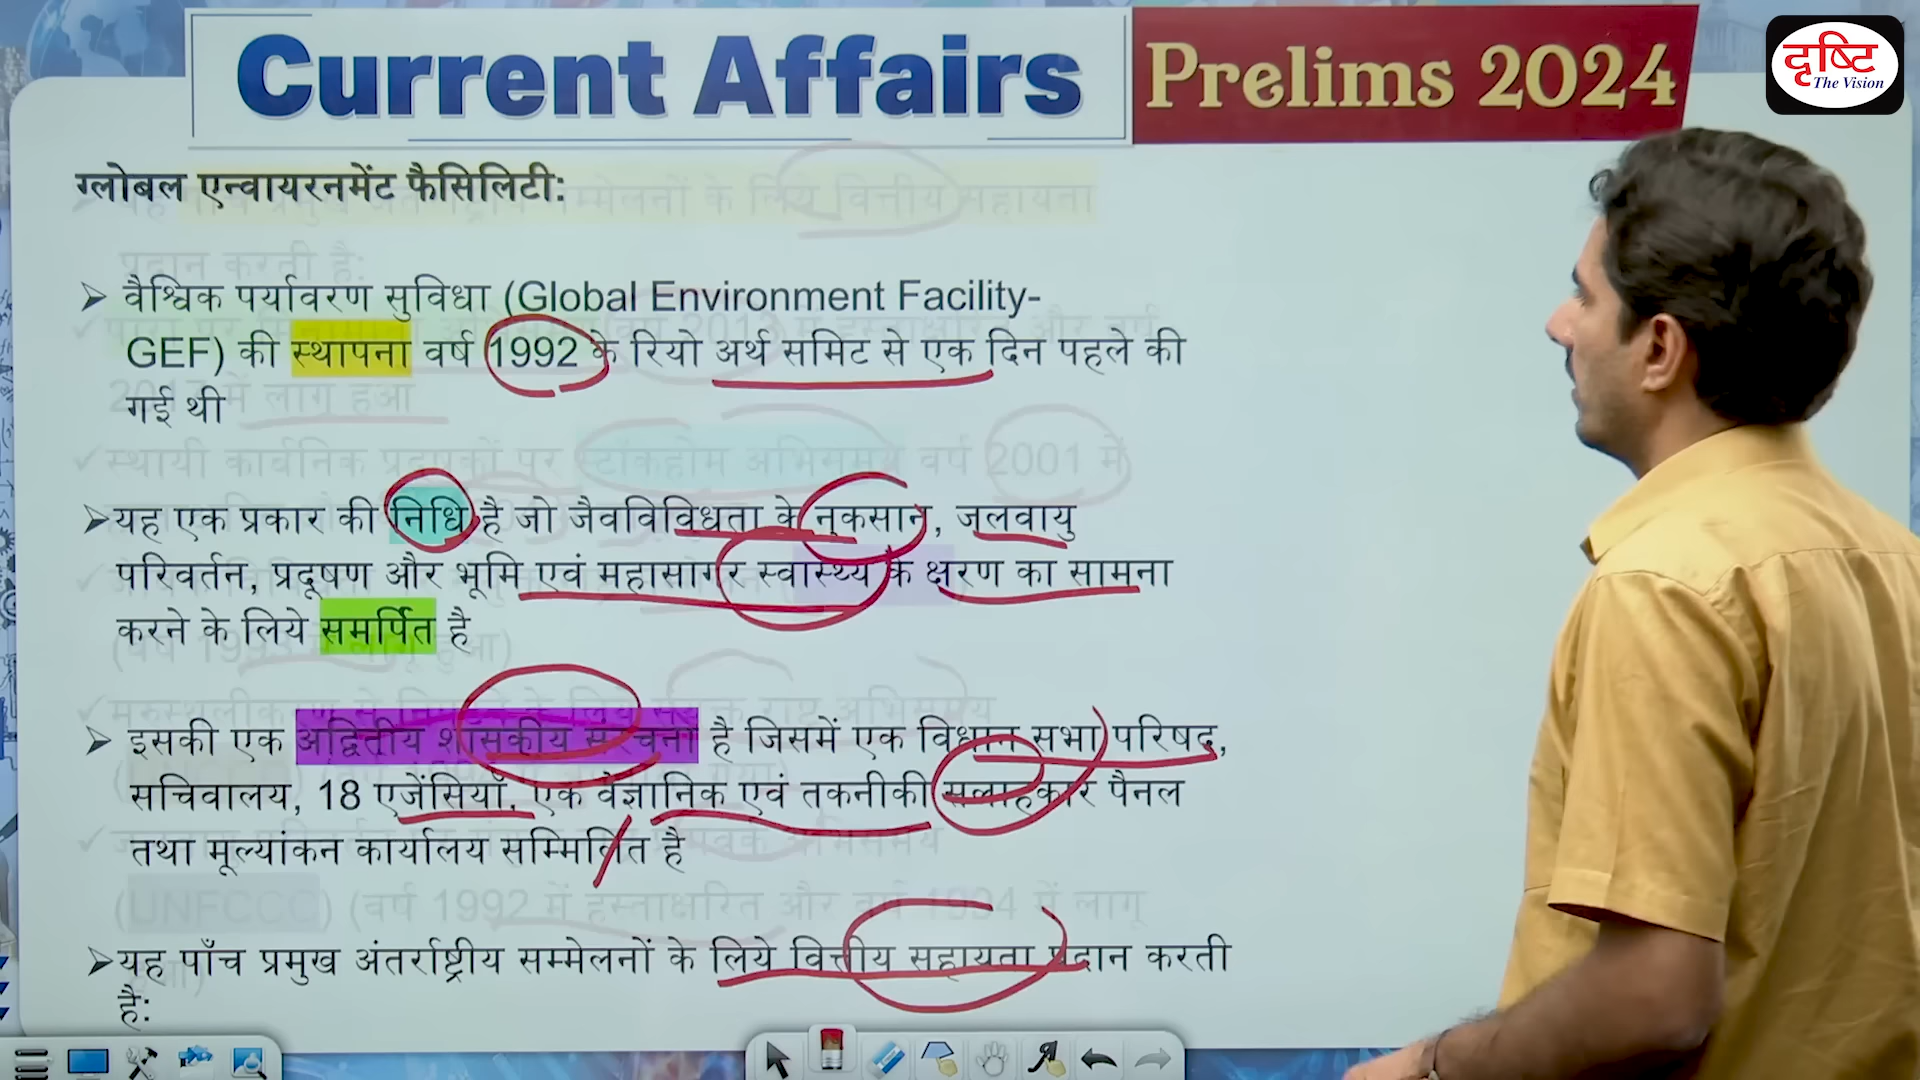 Current Affairs
Prelims 2024
दृष्टि
The Vision
ग्लोबल एन्वायरनमेंट फैसिलिटी:
वैश्विक पर्यावरण सुविधा (Global Environment Facility-
GEF) की स्थापना वर्ष 1992 के रियो अर्थ समिट से एक दिन पहले की
गई थी
यह एक प्रकार की निधि है जो जैवविविधता के नुकसान, जलवायु
परिवर्तन, प्रदूषण और भूमि एवं महासागर स्वास्थ्य के क्षरण का सामना
करने के लिये समर्पित है
इसकी एक अद्वितीय शासकीय संरचना है जिसमें एक विधान सभा परिषद,
सचिवालय, 18 एजेंसियाँ, एक वैज्ञानिक एवं तकनीकी सलाहकार पैनल
तथा मूल्यांकन कार्यालय सम्मिलित है
यह पाँच प्रमुख अंतर्राष्ट्रीय सम्मेलनों के लिये वित्तीय सहायता प्रदान करती
है: